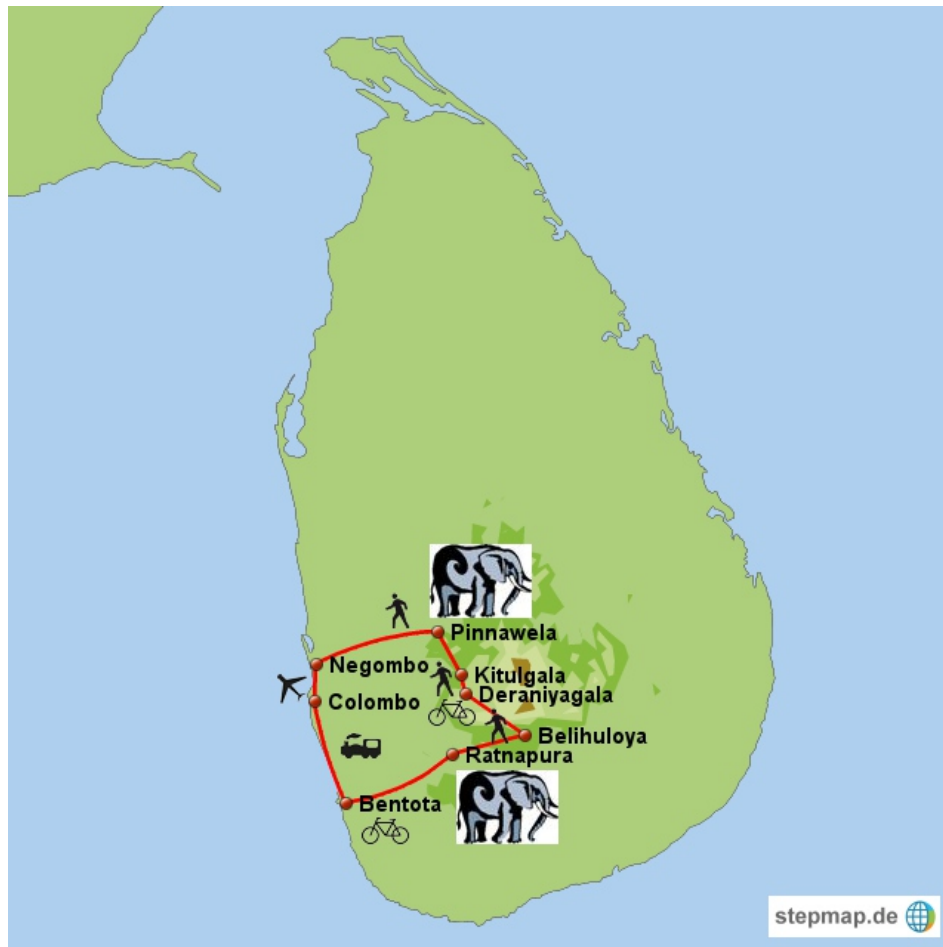 Pinnawela
Negombo
Kitulgala
Deraniyagala
Colombo
Belihuloya
Ratnapura
Bentota
stepmap.de